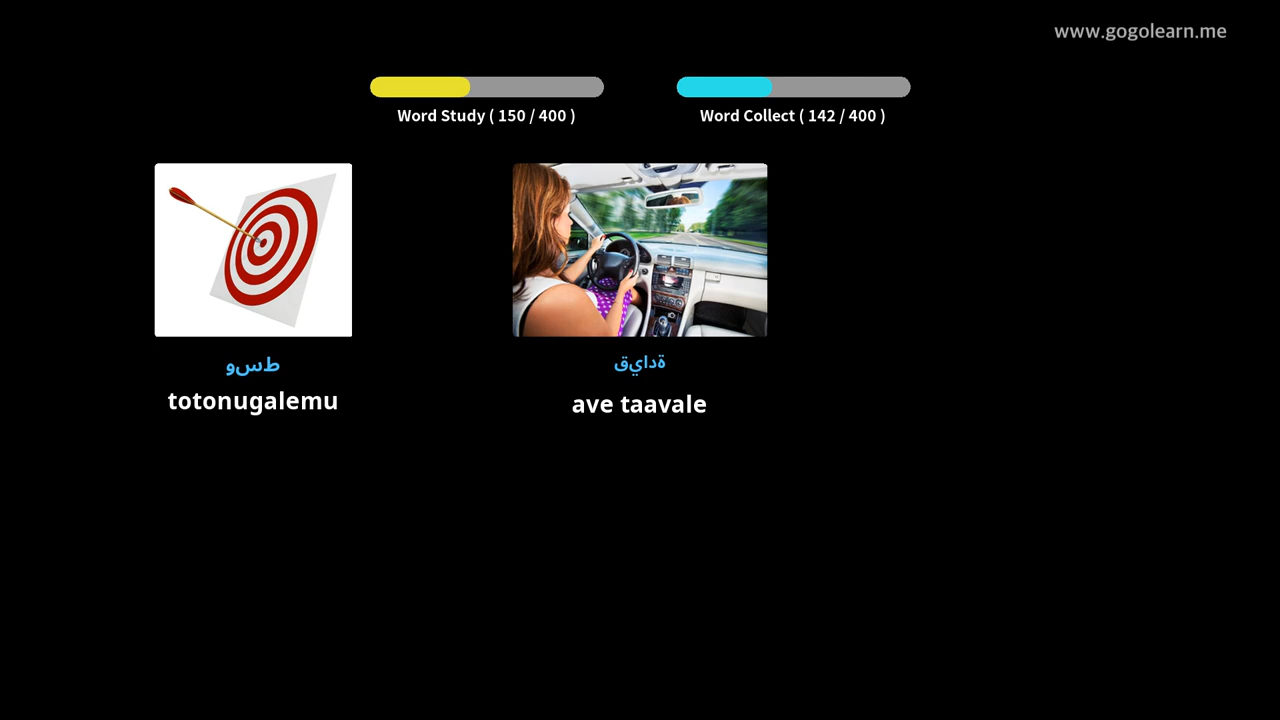 www.gogolearn.me
Word Study ( 150 / 400 )
Word Collect ( 142 / 400 )
طسو
totonugalemu
ةدايق
ave taavale